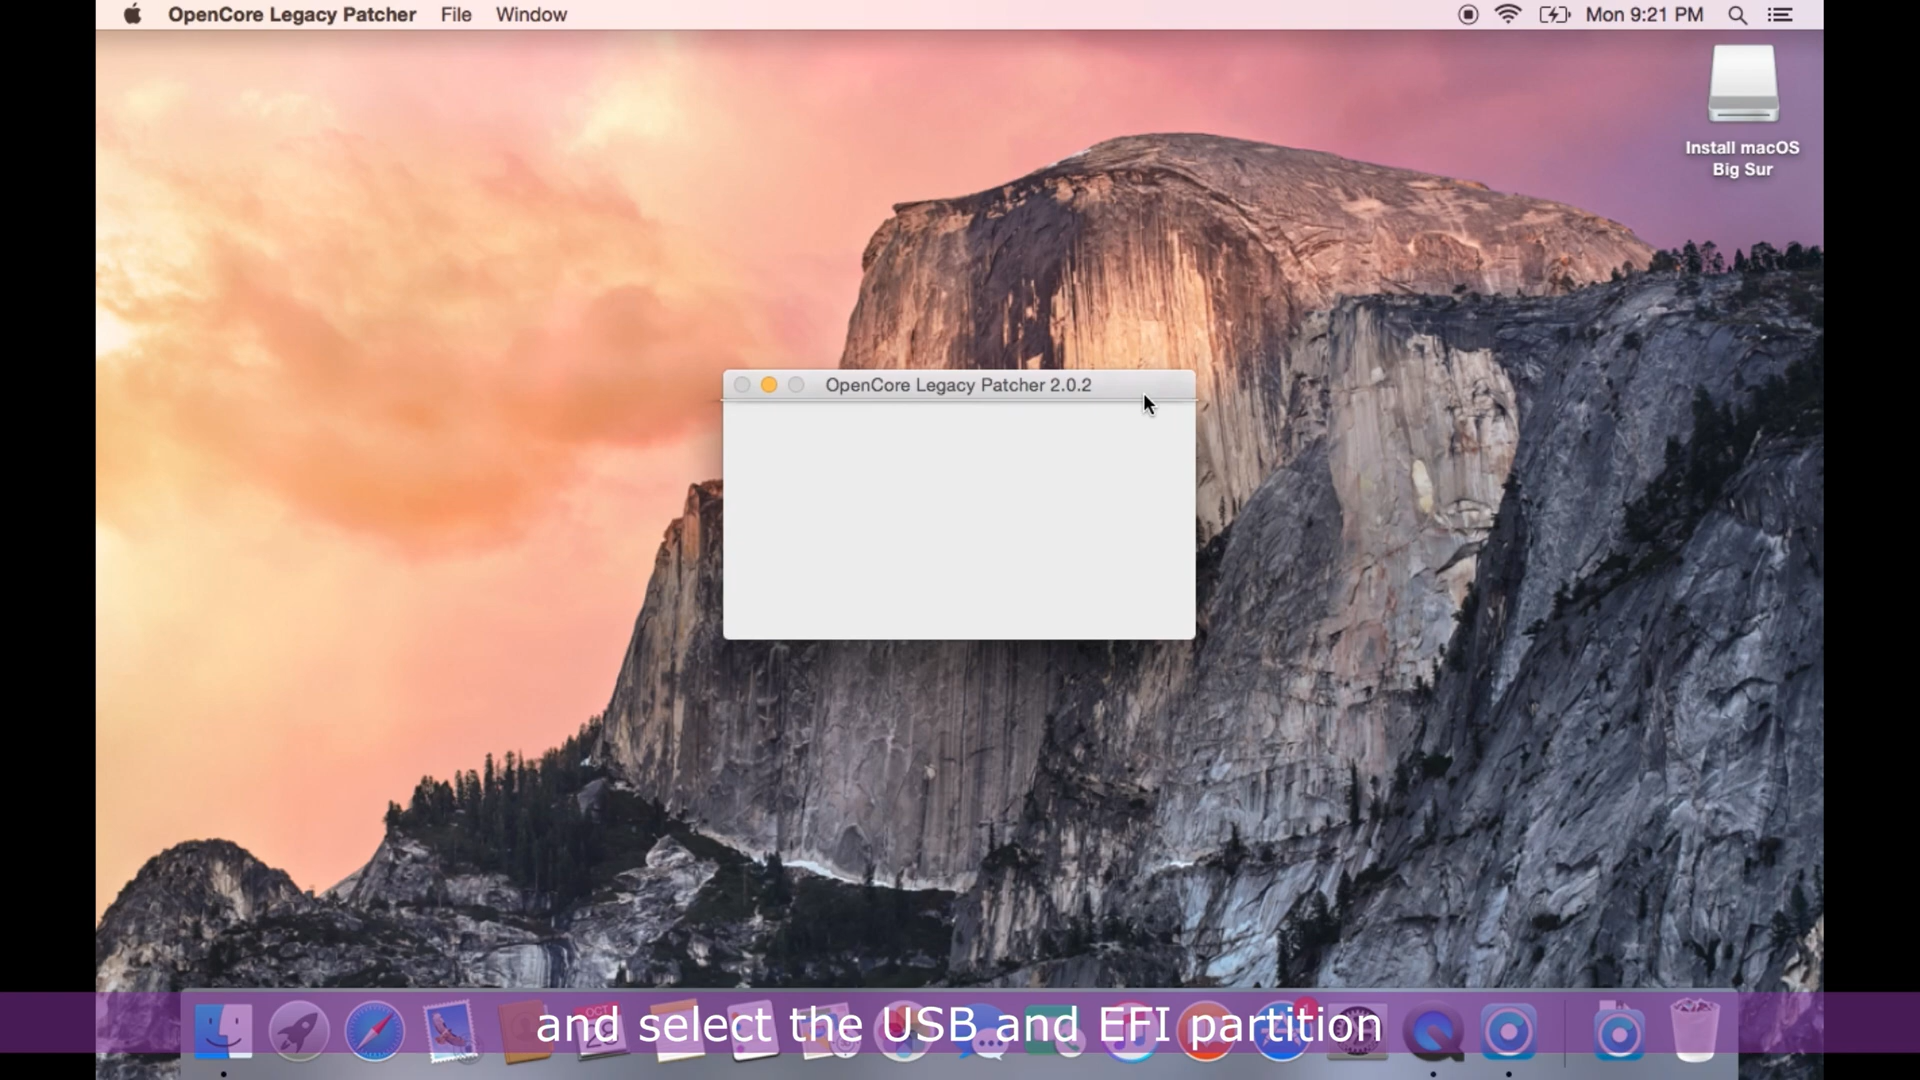 OpenCore Legacy Patcher File Window Mon 9:21 PM
Install macOS
Big Sur
OpenCore Legacy Patcher 2.0.2
and select the USB and EFI partition